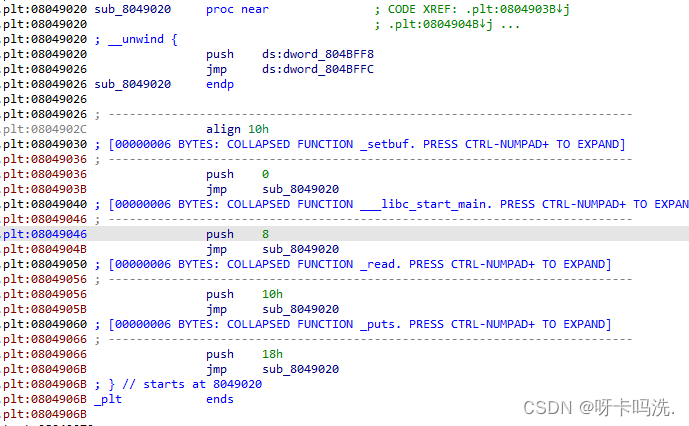 .plt:08049020 sub_8049020 proc near ; CODE XREF: .plt:0804903B↓j
.plt:08049020 ; .plt:0804904B↓j ...
.plt:08049020 ; __unwind {
.plt:08049020 push ds:dword_804BFF8
.plt:08049026 jmp ds:dword_804BFFC
.plt:08049026 sub_8049020 endp
.plt:08049026
.plt:08049026 ; ---------------------------------------------------------------------------
.plt:0804902C align 10h
.plt:08049030 ; [00000006 BYTES: COLLAPSED FUNCTION _setbuf. PRESS CTRL-NUMPAD+ TO EXPAND]
.plt:08049036 ; ---------------------------------------------------------------------------
.plt:08049036 push 0
.plt:0804903B jmp sub_8049020
.plt:08049040 ; [00000006 BYTES: COLLAPSED FUNCTION ___libc_start_main. PRESS CTRL-NUMPAD+ TO EXPAN
.plt:08049046 ; ---------------------------------------------------------------------------
.plt:08049046 push 8
.plt:0804904B jmp sub_8049020
.plt:08049050 ; [00000006 BYTES: COLLAPSED FUNCTION _read. PRESS CTRL-NUMPAD+ TO EXPAND]
.plt:08049056 ; ---------------------------------------------------------------------------
.plt:08049056 push 10h
.plt:0804905B jmp sub_8049020
.plt:08049060 ; [00000006 BYTES: COLLAPSED FUNCTION _puts. PRESS CTRL-NUMPAD+ TO EXPAND]
.plt:08049066 ; ---------------------------------------------------------------------------
.plt:08049066 push 18h
.plt:0804906B jmp sub_8049020
.plt:0804906B ; } // starts at 8049020
.plt:0804906B _plt ends
.plt:0804906B
CSDN @呀卡吗洗.